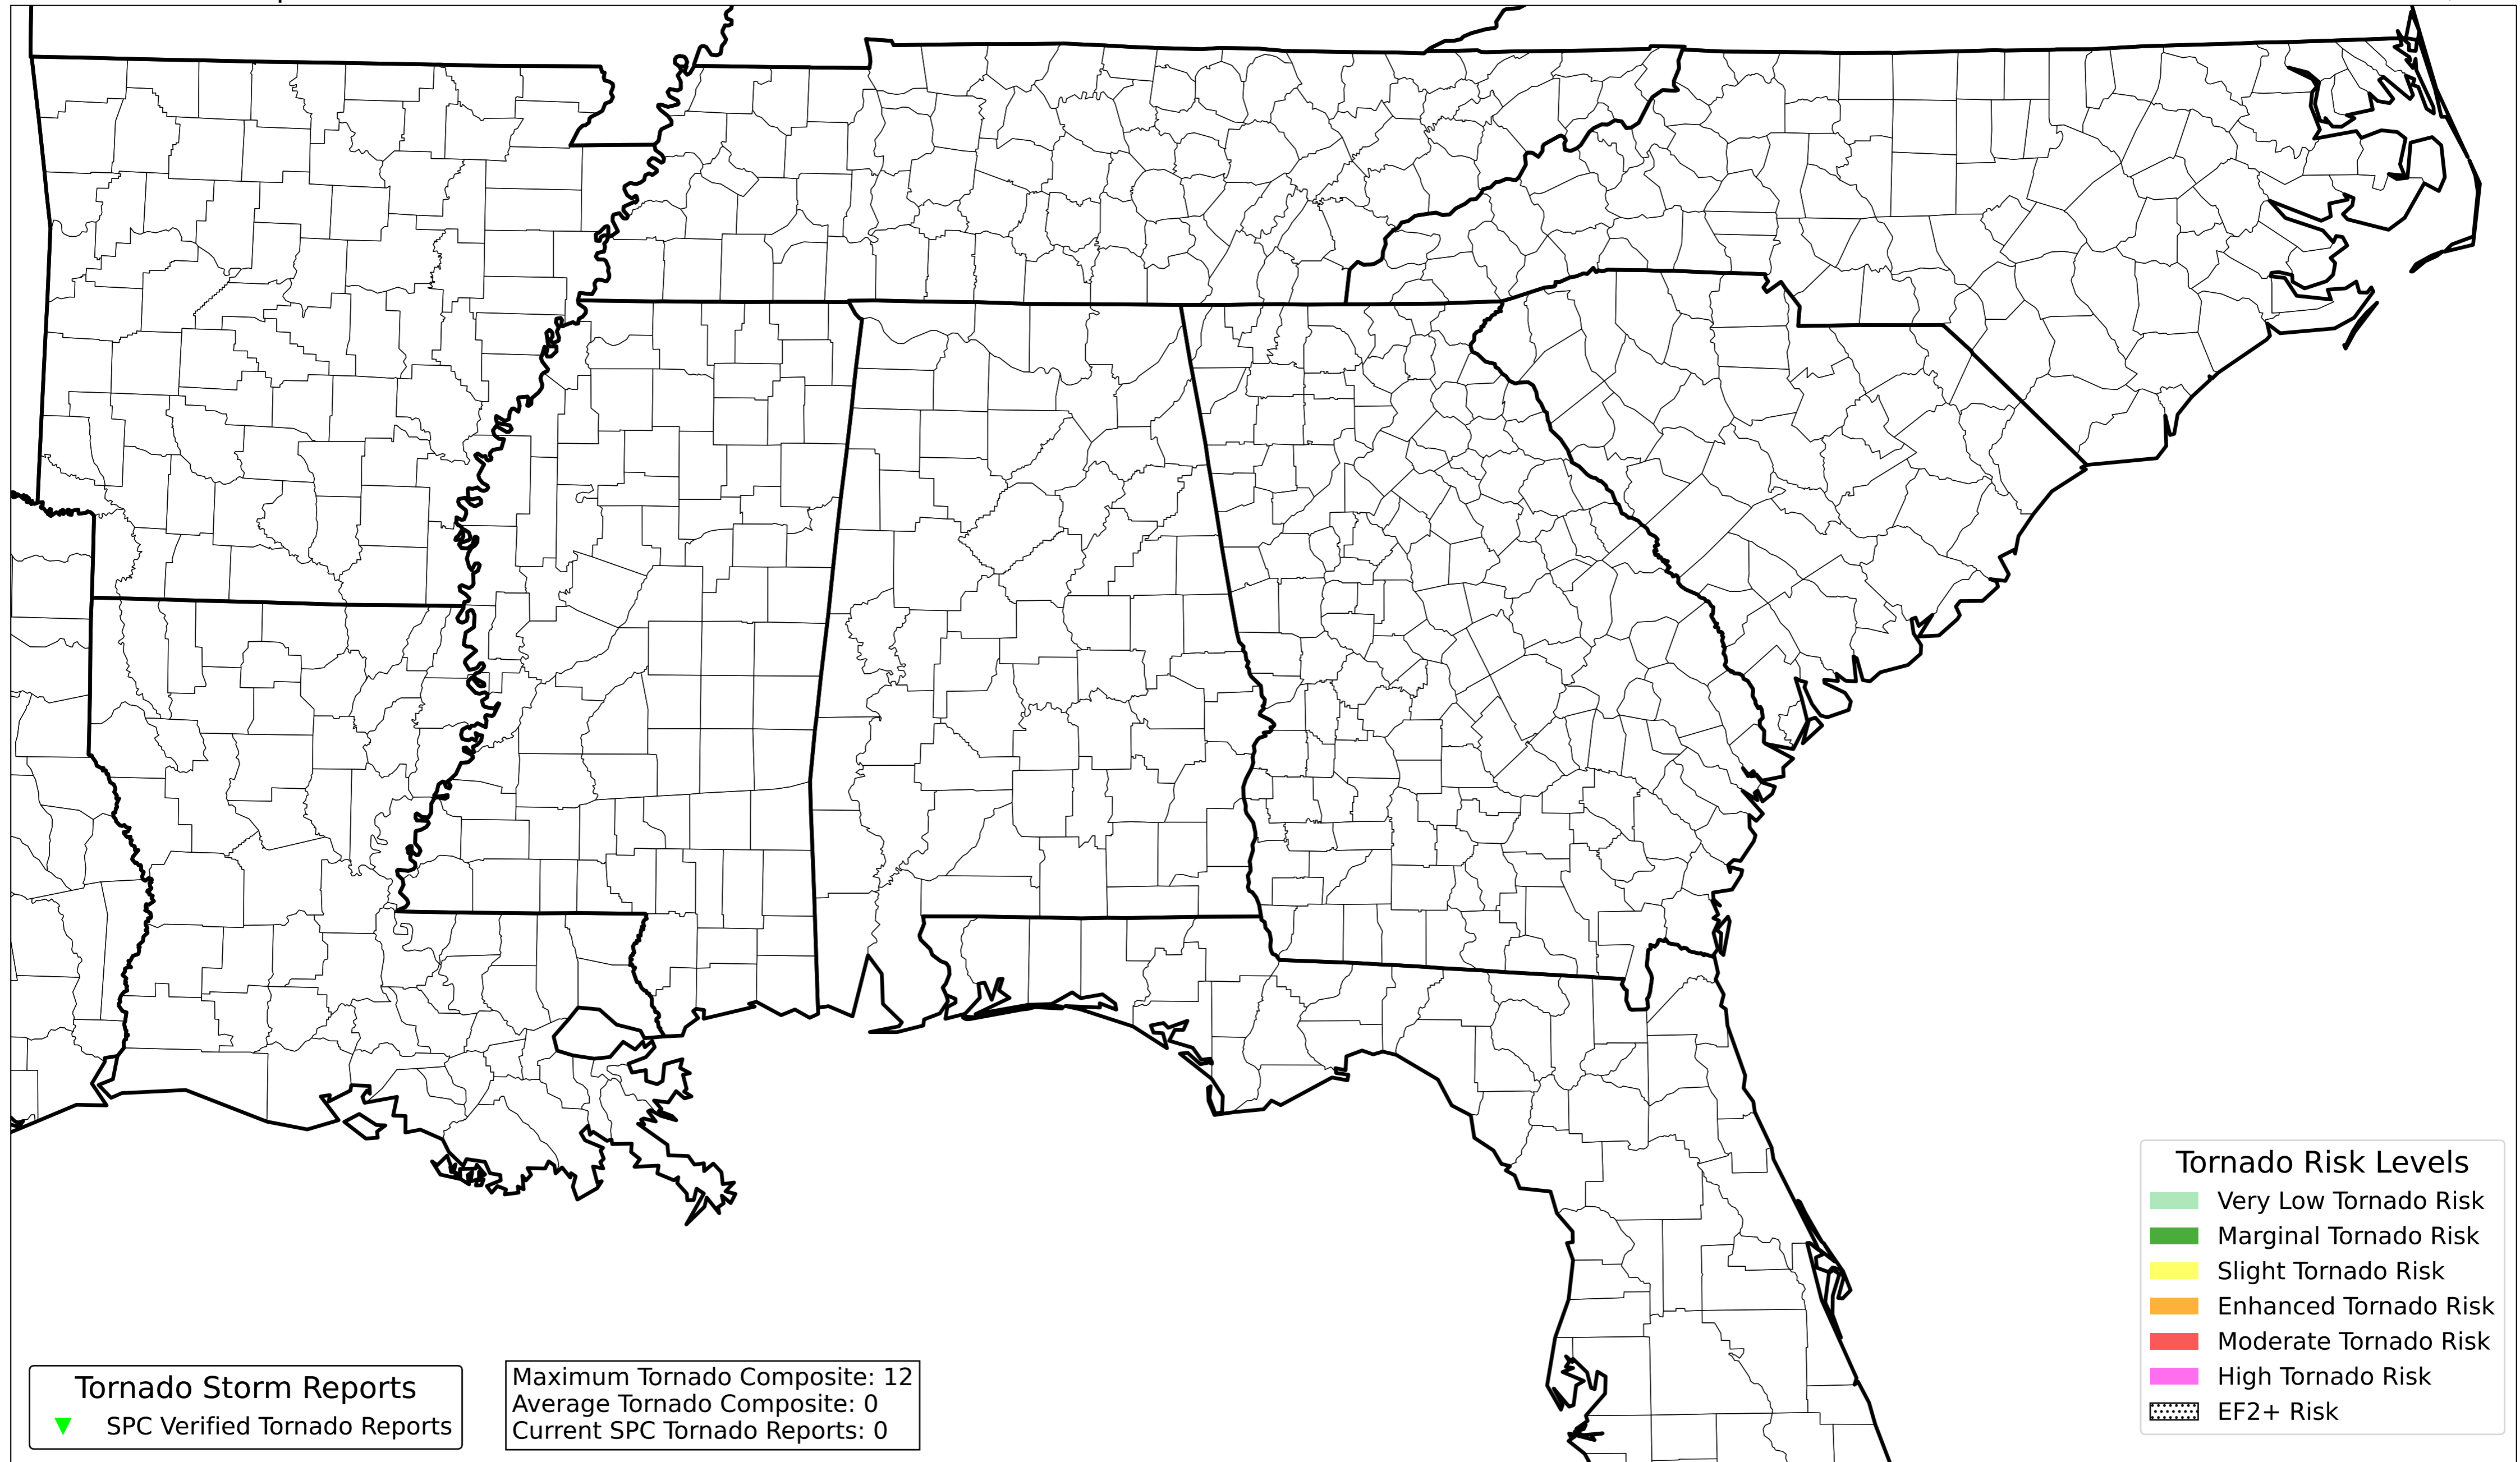 Tornado Risk Levels
Very Low Tornado Risk
Marginal Tornado Risk
Slight Tornado Risk
Enhanced Tornado Risk
Moderate Tornado Risk
High Tornado Risk
EF2+ Risk
Tornado Storm Reports
SPC Verified Tornado Reports
Maximum Tornado Composite: 12
Average Tornado Composite: 0
Current SPC Tornado Reports: 0